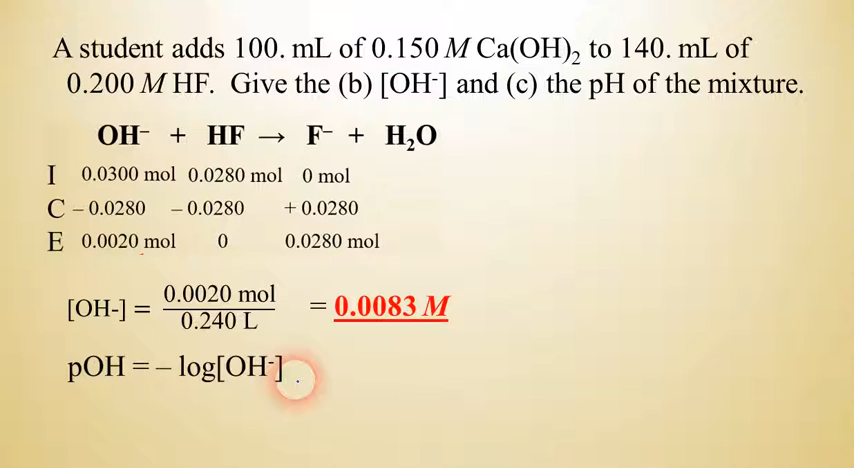 A student adds 100. mL of 0.150 M Ca(OH)₂ to 140. mL of
0.200 M HF. Give the (b) [OH⁻] and (c) the pH of the mixture.
OH⁻ + HF → F⁻ + H₂O
I 0.0300 mol 0.0280 mol 0 mol
C – 0.0280 – 0.0280 + 0.0280
E 0.0020 mol 0 0.0280 mol
[OH-] = 0.0020 mol / 0.240 L = 0.0083 M
pOH = – log[OH⁻]